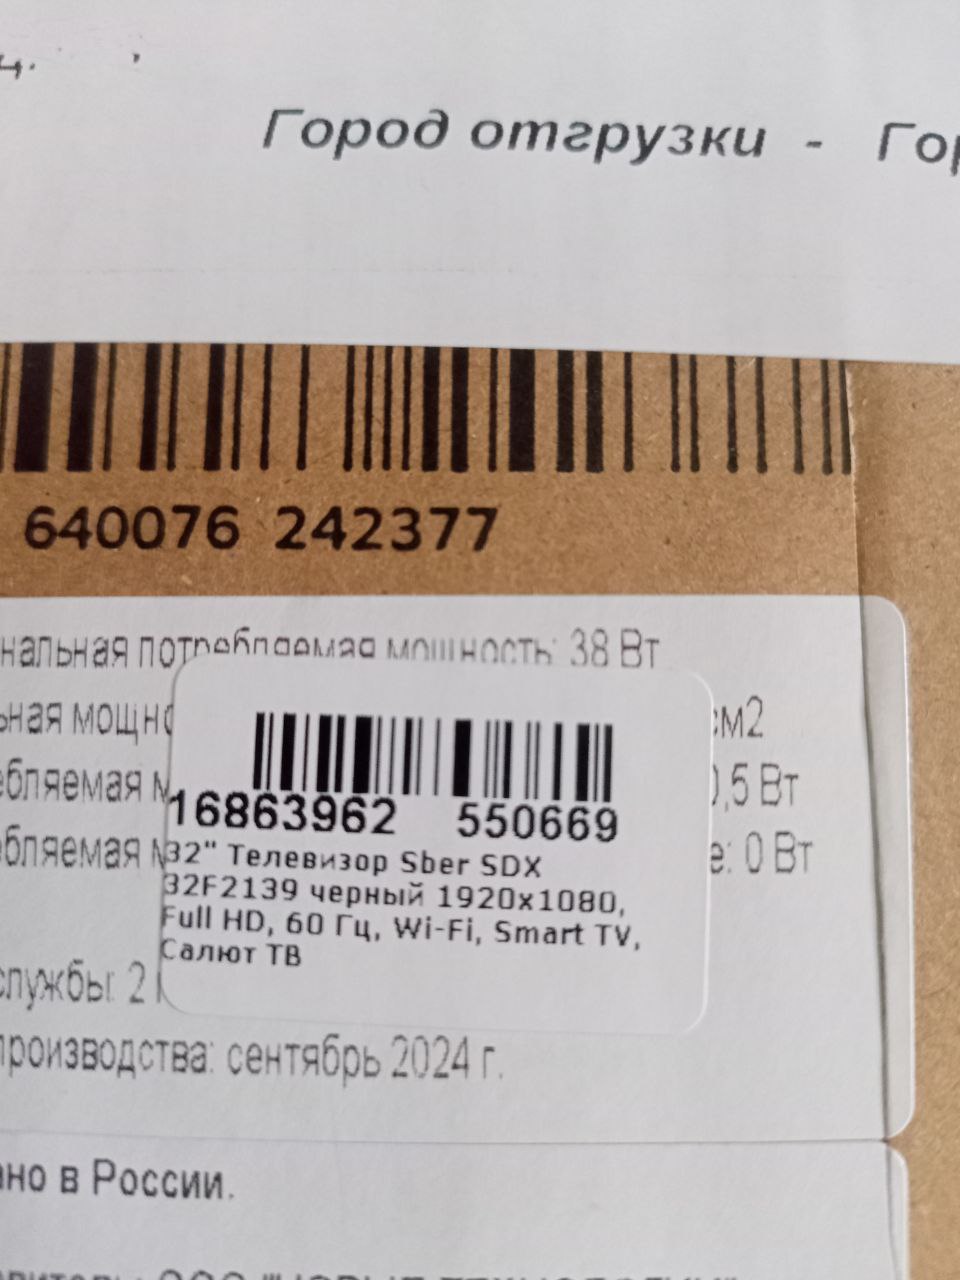 ц.
Город отгрузки - Гор
640076 242377
нальная потребляемая мощность: 38 Вт
ьная мощно см2
ебляемая м 0,5 Вт
ебляемая м е: 0 Вт
16863962 550669
32" Телевизор Sber SDX
32F2139 черный 1920x1080,
Full HD, 60 Гц, Wi-Fi, Smart TV,
Салют ТВ
службы: 2
производства: сентябрь 2024 г.
ано в России.